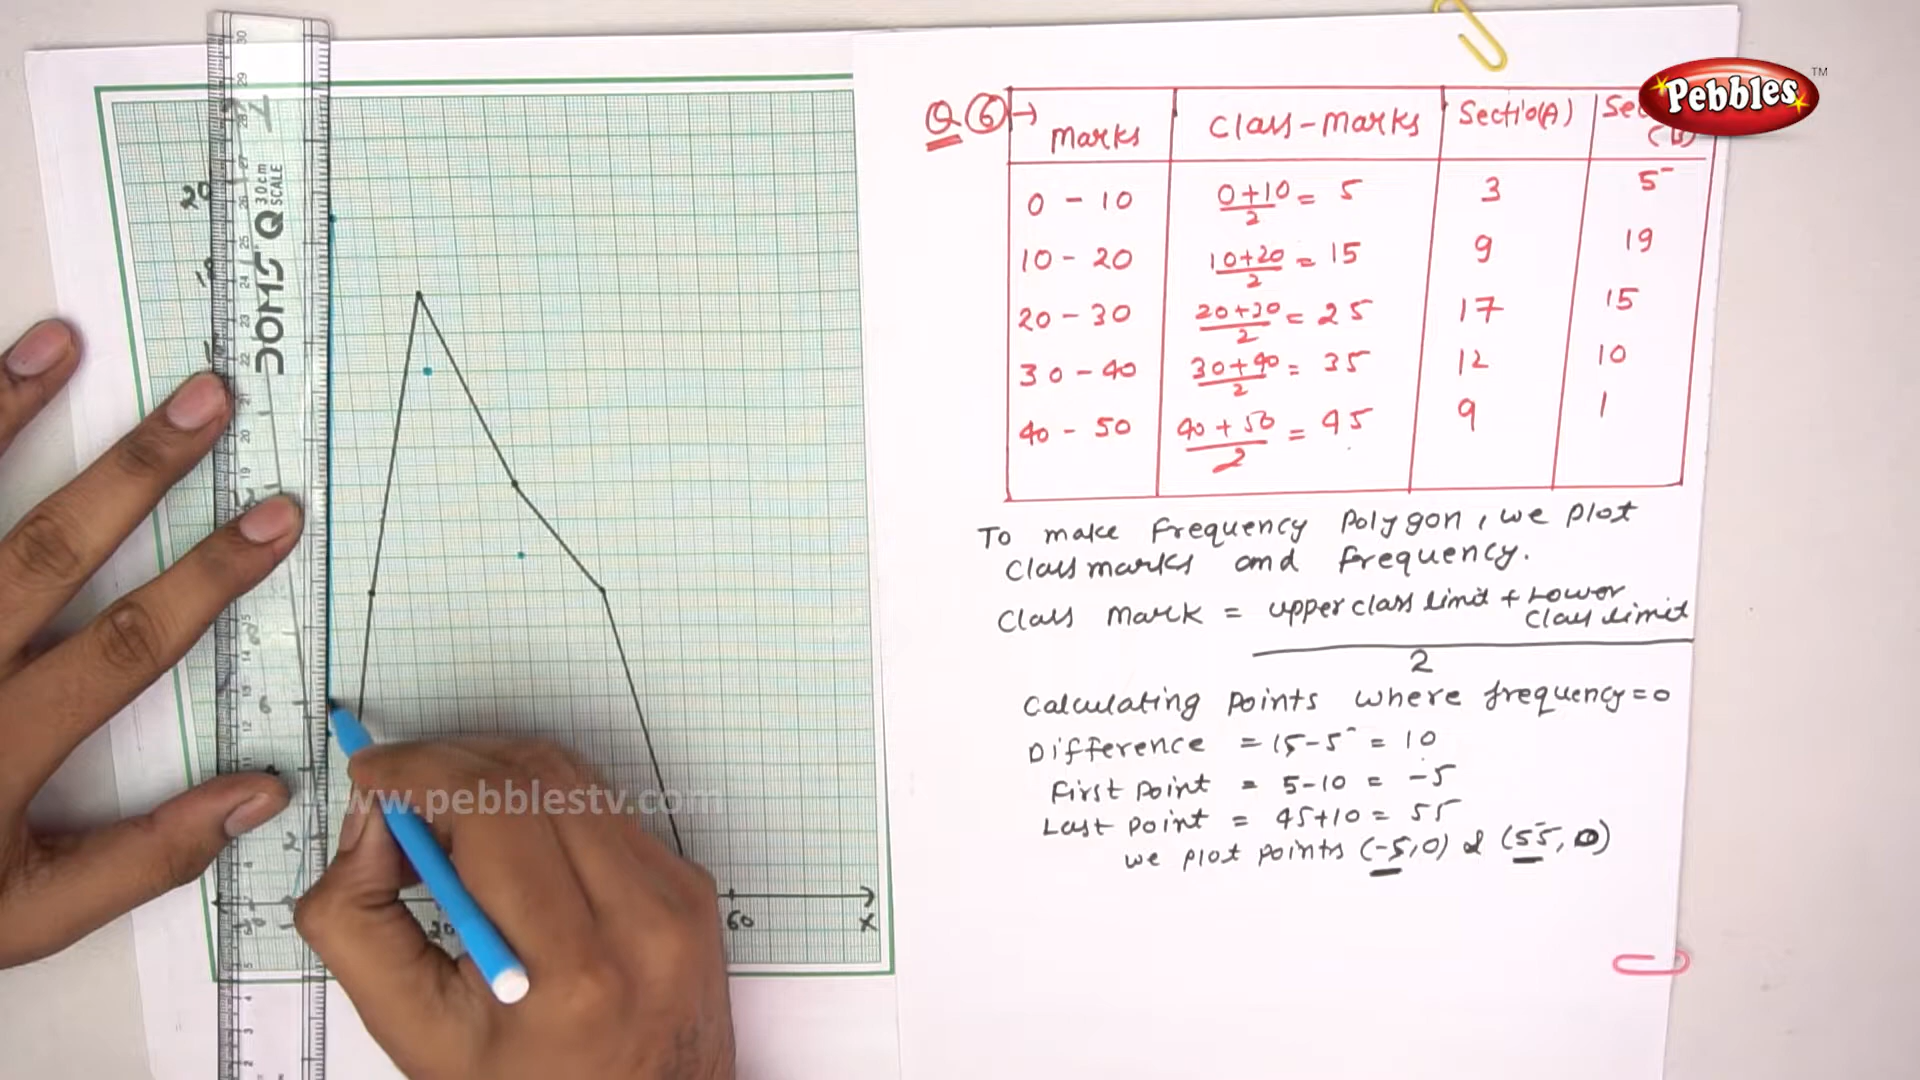 Pebbles TM
Q 6 →
Marks Class-Marks Sectio(A) (B)
0 - 10 0+10/2 = 5 3 5
10 - 20 10+20/2 = 15 9 19
20 - 30 20+30/2 = 25 17 15
30 - 40 30+40/2 = 35 12 10
40 - 50 40+50/2 = 45 9 1
To make frequency polygon, we plot
class marks and frequency.
Class Mark = upper class limit + Lower
class limit
2
Calculating points where frequency=0
Difference = 15-5 = 10
First point = 5-10 = -5
Last point = 45+10 = 55
we plot points (-5,0) & (55, 0)
20
DOMS Q 30cm SCALE
www.pebblestv.com
20 60 X